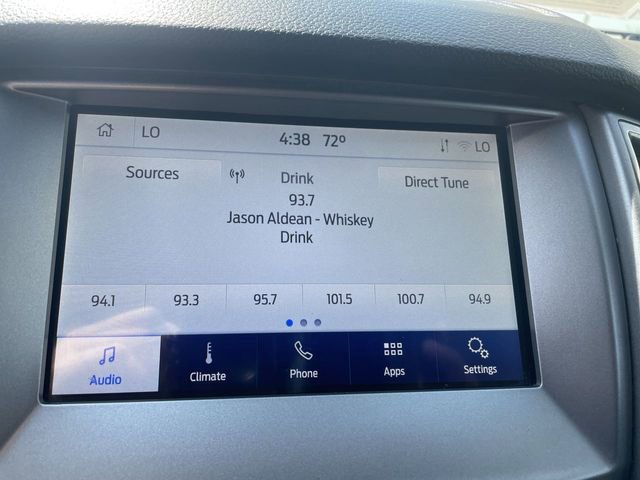 LO 4:38 72° LO
Sources Drink Direct Tune
93.7
Jason Aldean - Whiskey
Drink
94.1 93.3 95.7 101.5 100.7 94.9
Audio Climate Phone Apps Settings